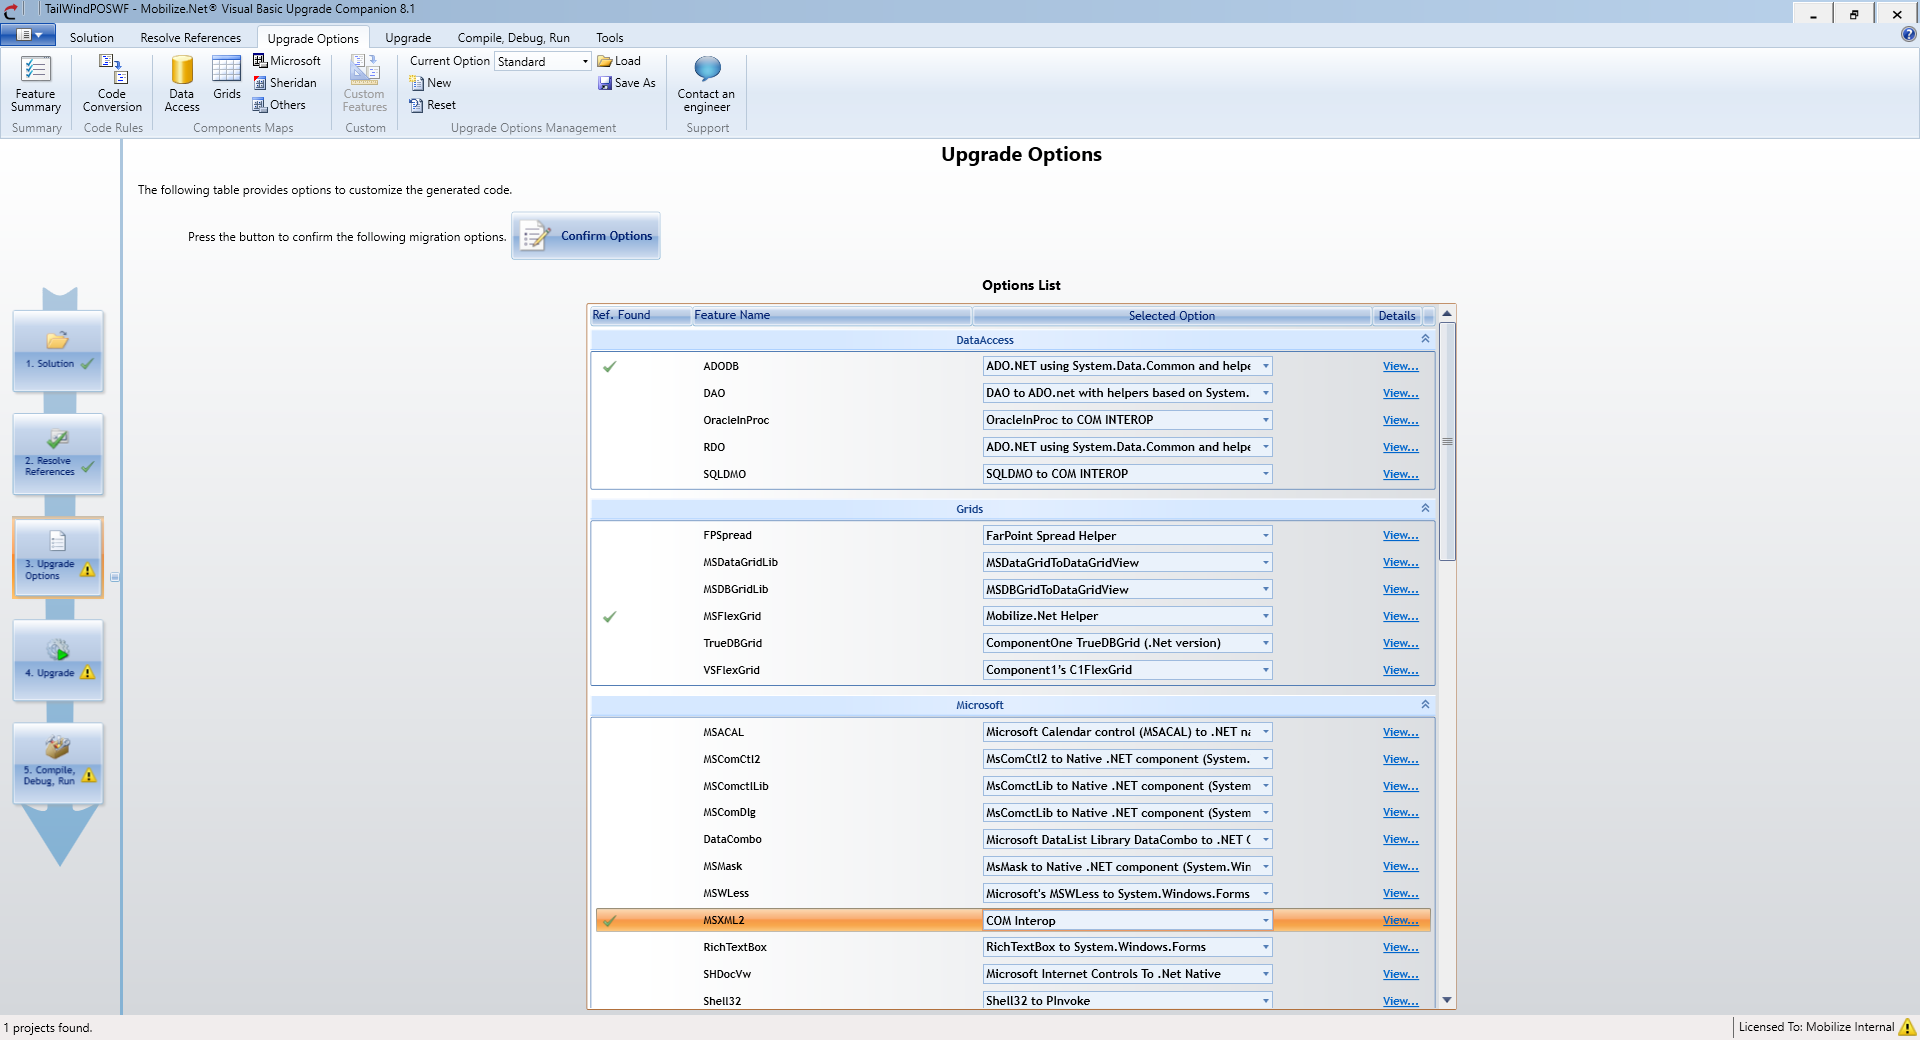 TailWindPOSWF - Mobilize.Net® Visual Basic Upgrade Companion 8.1
Solution
Resolve References
Upgrade Options
Upgrade
Compile, Debug, Run
Tools
Feature
Summary
Summary
Code
Conversion
Code Rules
Data
Access
Grids
Microsoft
Sheridan
Others
Components Maps
Custom
Features
Custom
Current Option
Standard
Load
New
Save As
Reset
Upgrade Options Management
Contact an
engineer
Support
Upgrade Options
The following table provides options to customize the generated code.
Press the button to confirm the following migration options.
Confirm Options
1. Solution
2. Resolve
References
3. Upgrade
Options
4. Upgrade
5. Compile,
Debug, Run
Options List
Ref. Found Feature Name Selected Option Details
DataAccess
ADODB ADO.NET using System.Data.Common and helpe View...
DAO DAO to ADO.net with helpers based on System. View...
OracleInProc OracleInProc to COM INTEROP View...
RDO ADO.NET using System.Data.Common and helpe View...
SQLDMO SQLDMO to COM INTEROP View...
Grids
FPSpread FarPoint Spread Helper View...
MSDataGridLib MSDataGridToDataGridView View...
MSDBGridLib MSDBGridToDataGridView View...
MSFlexGrid Mobilize.Net Helper View...
TrueDBGrid ComponentOne TrueDBGrid (.Net version) View...
VSFlexGrid Component1's C1FlexGrid View...
Microsoft
MSACAL Microsoft Calendar control (MSACAL) to .NET na View...
MSComCtl2 MsComCtl2 to Native .NET component (System. View...
MSComctlLib MsComctLib to Native .NET component (System View...
MSComDlg MsComctLib to Native .NET component (System View...
DataCombo Microsoft DataList Library DataCombo to .NET C View...
MSMask MsMask to Native .NET component (System.Win View...
MSWLess Microsoft's MSWLess to System.Windows.Forms View...
MSXML2 COM Interop View...
RichTextBox RichTextBox to System.Windows.Forms View...
SHDocVw Microsoft Internet Controls To .Net Native View...
Shell32 Shell32 to PInvoke View...
1 projects found.
Licensed To: Mobilize Internal